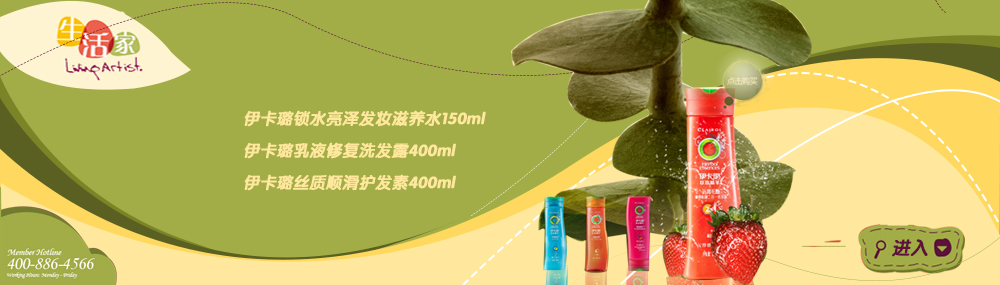 生活家
Living Artist.
点击购买
伊卡璐锁水亮泽发妆滋养水150ml
伊卡璐乳液修复洗发露400ml
伊卡璐丝质顺滑护发素400ml
CLAIROL
herbal essences
伊卡璐
进入
Member Hotline
400-886-4566
Working Hours: Monday - Friday